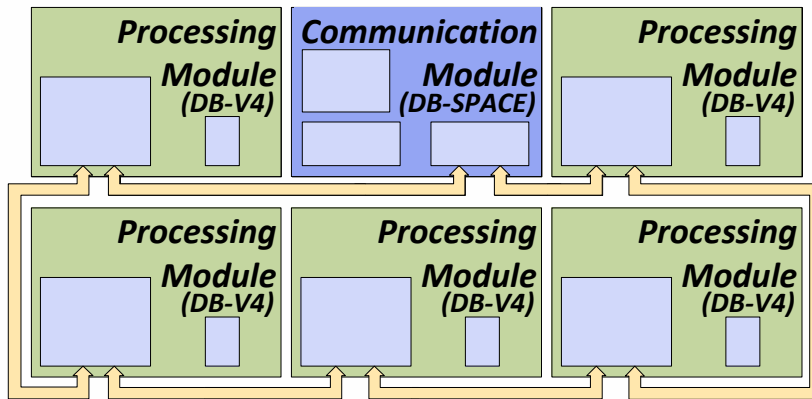 Processing
Module
(DB-V4)
Communication
Module
(DB-SPACE)
Processing
Module
(DB-V4)
Processing
Module
(DB-V4)
Processing
Module
(DB-V4)
Processing
Module
(DB-V4)